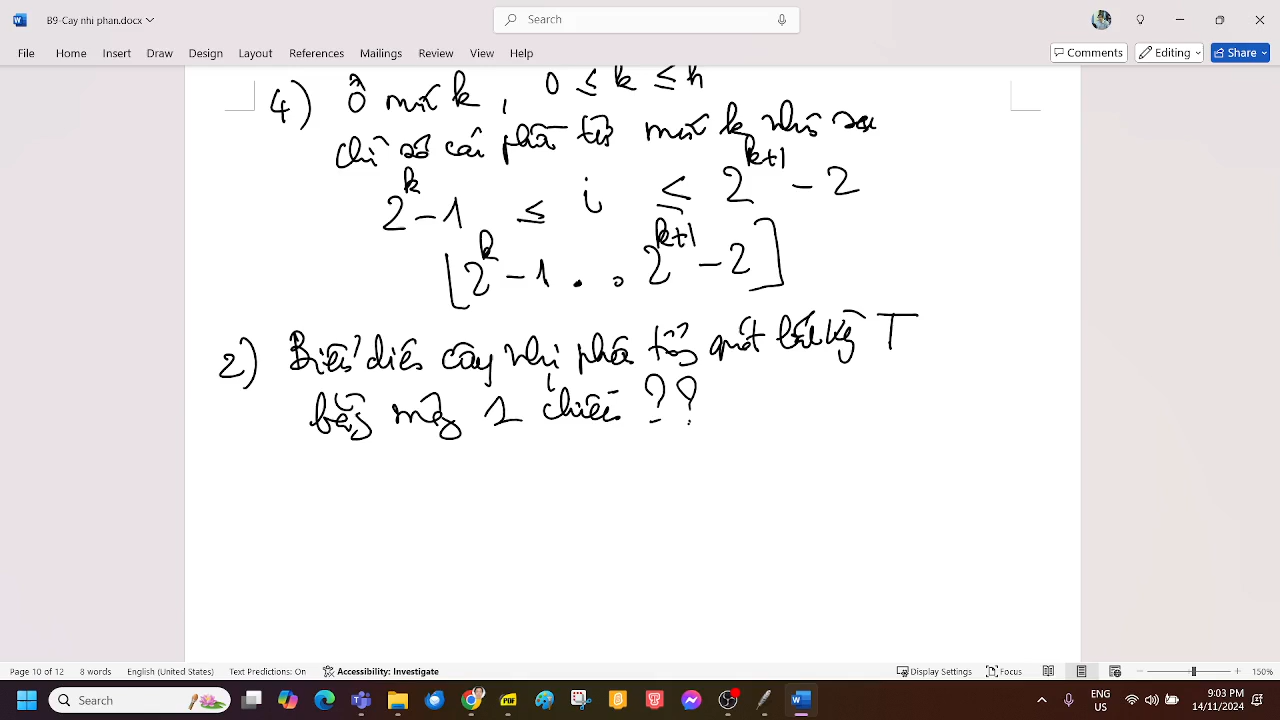 B9-Cay nhi phan.docx
Search
File Home Insert Draw Design Layout References Mailings Review View Help
Comments Editing Share
4) Ở mức k, 0 ≤ k ≤ h
chỉ số các phần tử mức k như sau
2^k - 1 ≤ i ≤ 2^{k+1} - 2
[2^k - 1 .. 2^{k+1} - 2]
2) Biểu diễn cây nhị phân tổng quát bất kỳ T
bằng mảng 1 chiều ??
Page 10 of 12 8 words English (United States) Text Predictions: On Accessibility: Investigate Display Settings Focus 150%
Search PDF ENG US 9:03 PM 14/11/2024